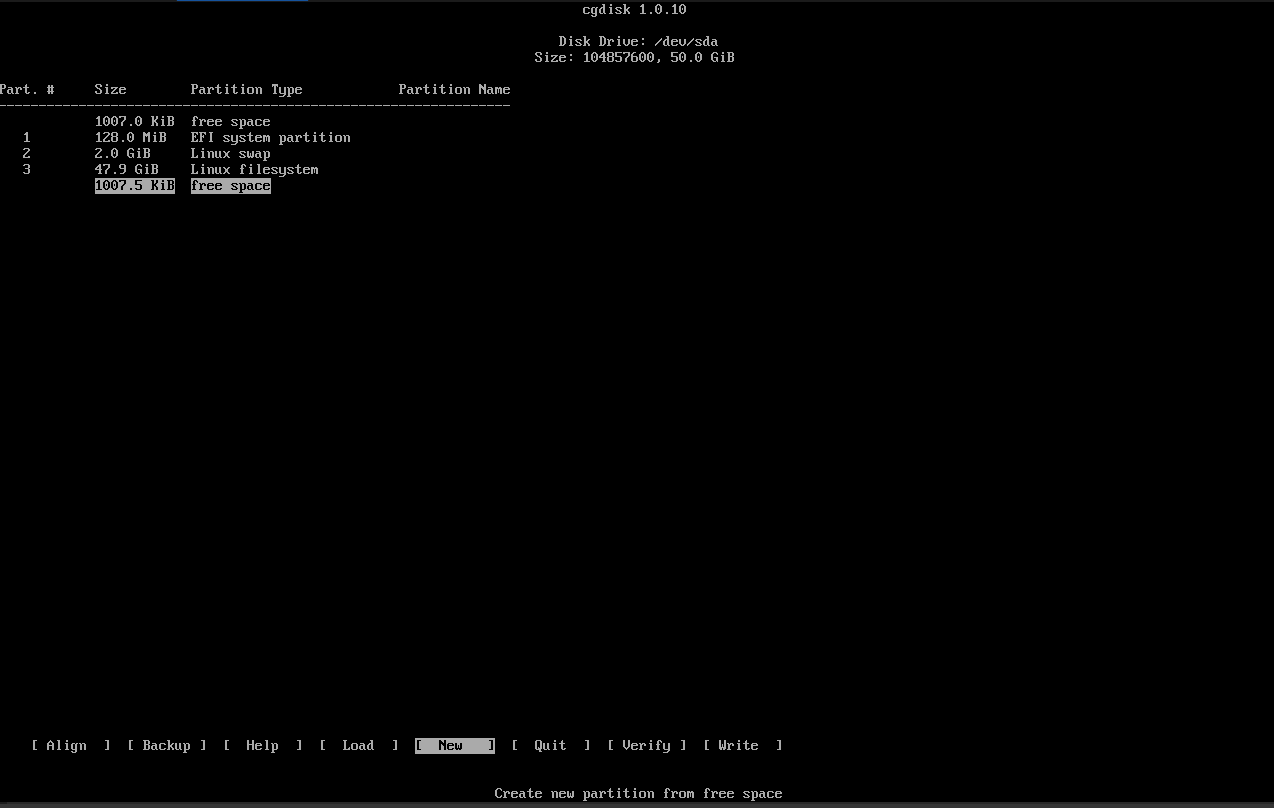 cgdisk 1.0.10
Disk Drive: /dev/sda
Size: 104857600, 50.0 GiB
Part. # Size Partition Type Partition Name
----------------------------------------------------------------
1007.0 KiB free space
1 128.0 MiB EFI system partition
2 2.0 GiB Linux swap
3 47.9 GiB Linux filesystem
1007.5 KiB free space
[ Align ] [ Backup ] [ Help ] [ Load ] [ New ] [ Quit ] [ Verify ] [ Write ]
Create new partition from free space